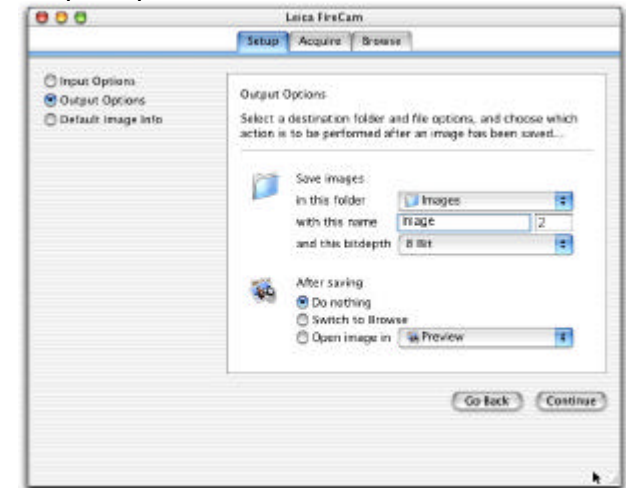 Leica FireCam
Setup Acquire Browse
Input Options
Output Options
Default Image Info
Output Options
Select a destination folder and file options, and choose which
action is to be performed after an image has been saved...
Save images
in this folder Images
with this name Image 2
and this bitdepth 8 Bit
After saving
Do nothing
Switch to Browse
Open image in Preview
Go Back Continue